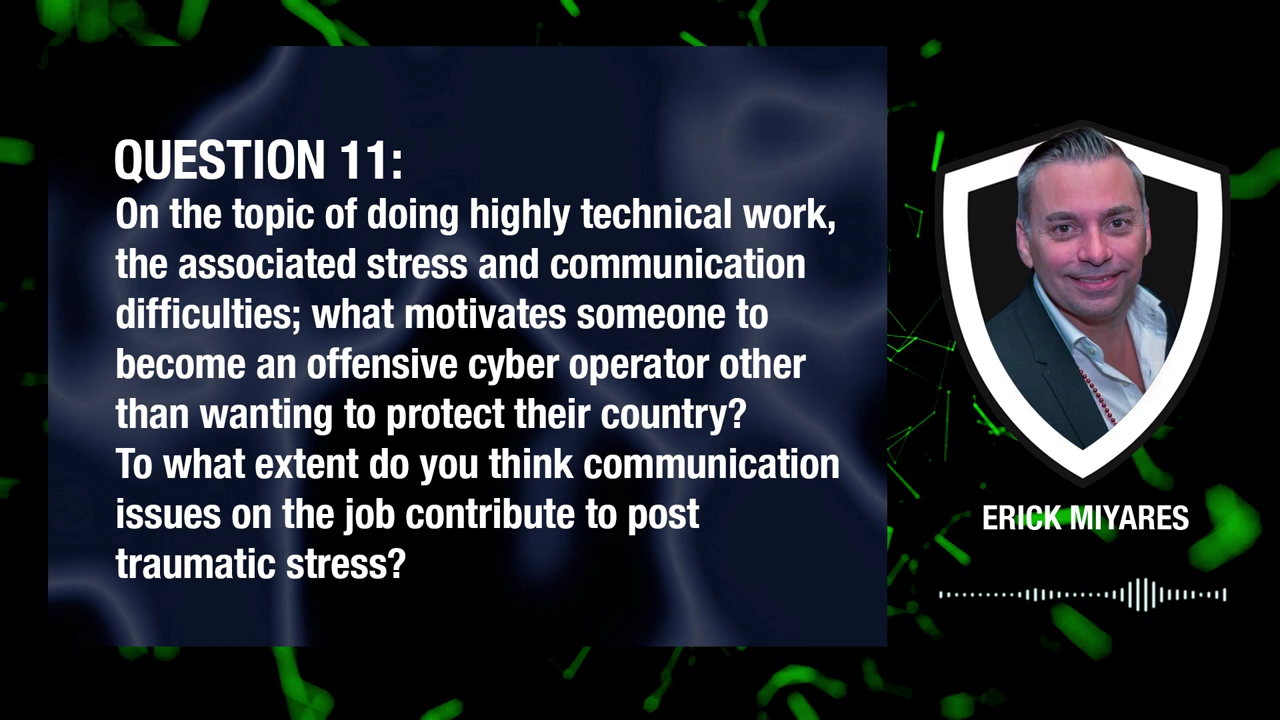 QUESTION 11:
On the topic of doing highly technical work,
the associated stress and communication
difficulties; what motivates someone to
become an offensive cyber operator other
than wanting to protect their country?
To what extent do you think communication
issues on the job contribute to post
traumatic stress?
ERICK MIYARES